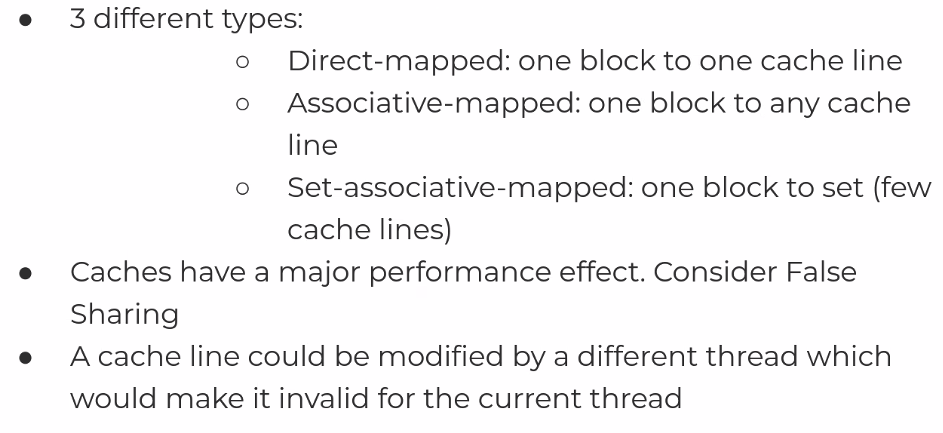 ● 3 different types:
○ Direct-mapped: one block to one cache line
○ Associative-mapped: one block to any cache
line
○ Set-associative-mapped: one block to set (few
cache lines)
● Caches have a major performance effect. Consider False
Sharing
● A cache line could be modified by a different thread which
would make it invalid for the current thread